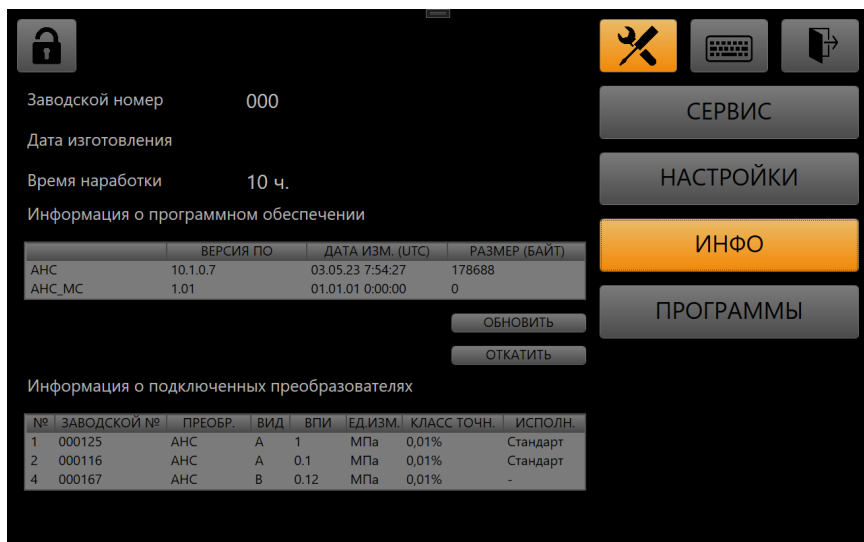 Заводской номер 000
Дата изготовления
Время наработки 10 ч.
Информация о программном обеспечении
ВЕРСИЯ ПО ДАТА ИЗМ. (UTC) РАЗМЕР (БАЙТ)
АНС 10.1.0.7 03.05.23 7:54:27 178688
АНС_МС 1.01 01.01.01 0:00:00 0
ОБНОВИТЬ
ОТКАТИТЬ
Информация о подключенных преобразователях
№ ЗАВОДСКОЙ № ПРЕОБР. ВИД ВПИ ЕД.ИЗМ. КЛАСС ТОЧН. ИСПОЛН.
1 000125 АНС А 1 МПа 0,01% Стандарт
2 000116 АНС А 0.1 МПа 0,01% Стандарт
4 000167 АНС В 0.12 МПа 0,01% -
СЕРВИС
НАСТРОЙКИ
ИНФО
ПРОГРАММЫ